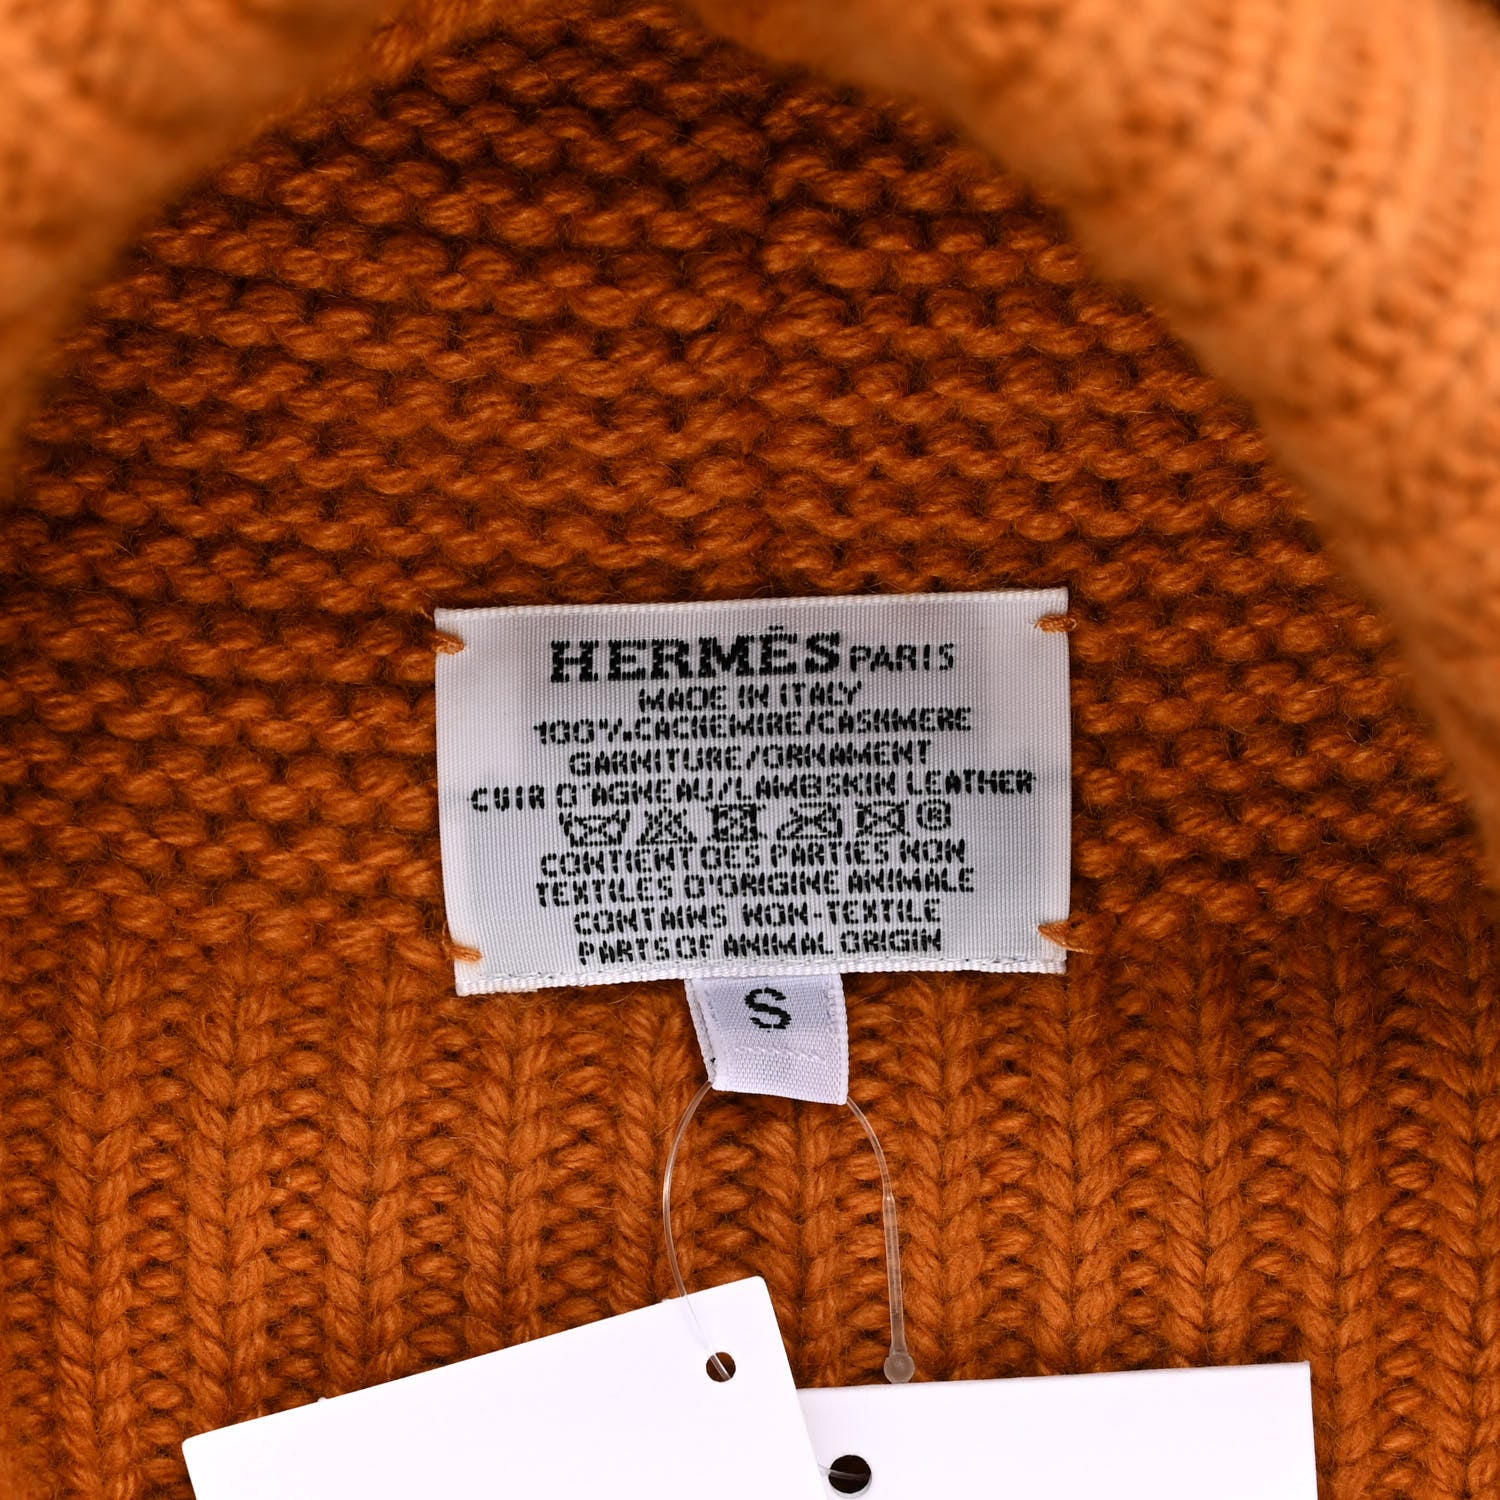 HERMÊS PARIS
MADE IN ITALY
100%CACHEMIRE/CASHMERE
GARNITURE/ORNAMENT
CUIR D'AGNEAU/LAMBSKIN LEATHER
CONTIENT DES PARTIES NON
TEXTILES D'ORIGINE ANIMALE
CONTAINS NON-TEXTILE
PARTS OF ANIMAL ORIGIN
S